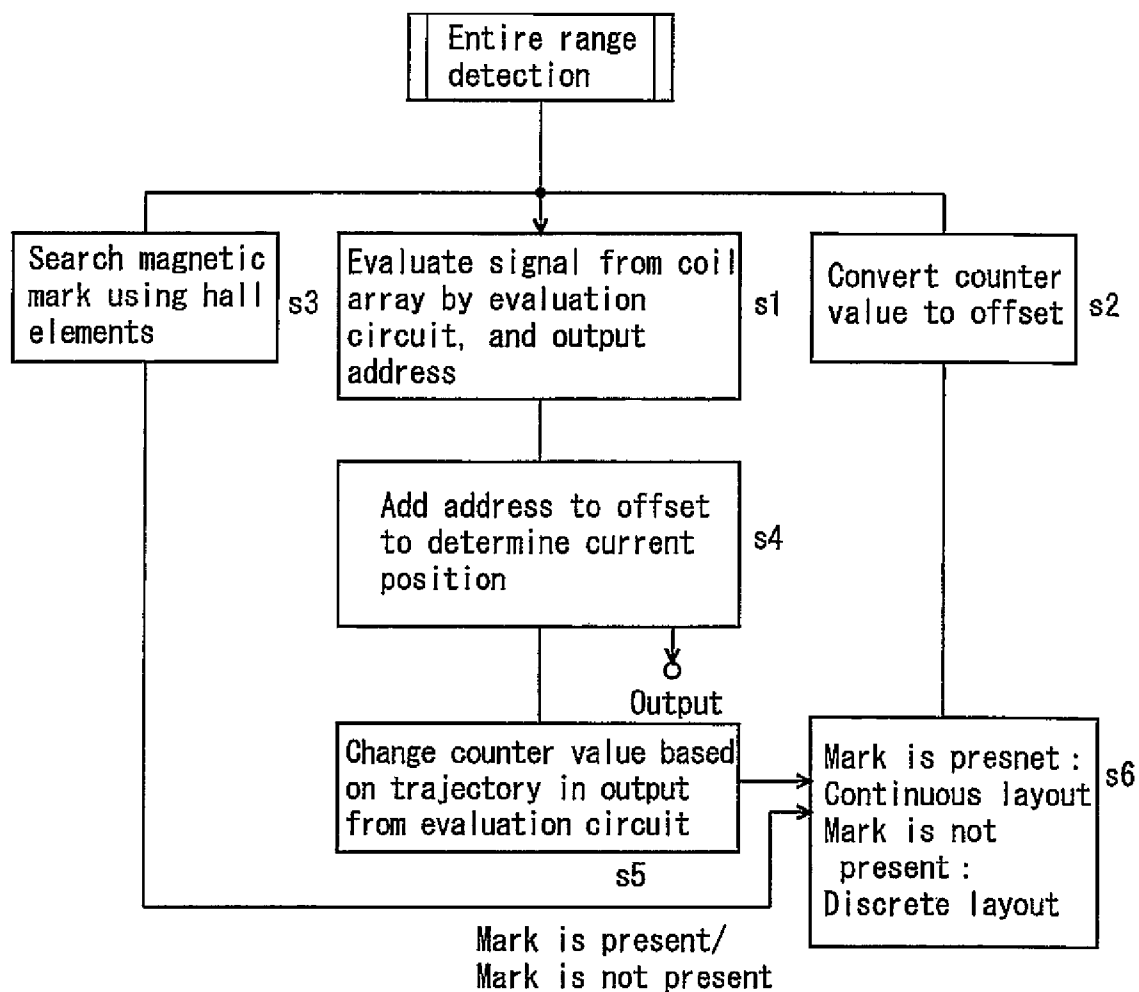 Entire range
detection
Search magnetic
mark using hall
elements
s3
Evaluate signal from coil
array by evaluation
circuit, and output
address
s1
Convert counter
value to offset
s2
Add address to offset
to determine current
position
s4
Output
Change counter value based
on trajectory in output
from evaluation circuit
s5
Mark is presnet :
Continuous layout
Mark is not
present :
Discrete layout
s6
Mark is present/
Mark is not present